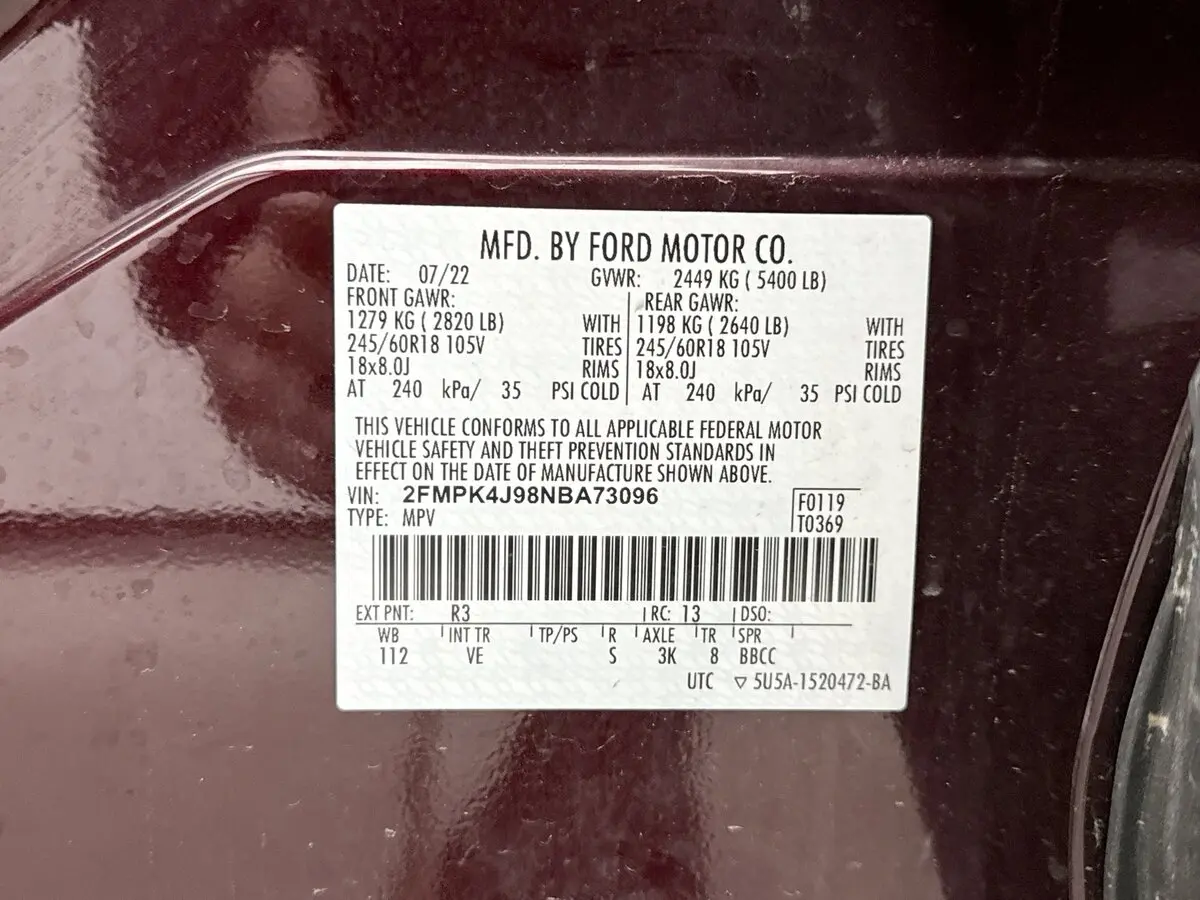 MFD. BY FORD MOTOR CO.
DATE: 07/22 GVWR: 2449 KG ( 5400 LB)
FRONT GAWR: REAR GAWR:
1279 KG ( 2820 LB) WITH 1198 KG ( 2640 LB) WITH
245/60R18 105V TIRES 245/60R18 105V TIRES
18x8.0J RIMS 18x8.0J RIMS
AT 240 kPa/ 35 PSI COLD AT 240 kPa/ 35 PSI COLD
THIS VEHICLE CONFORMS TO ALL APPLICABLE FEDERAL MOTOR
VEHICLE SAFETY AND THEFT PREVENTION STANDARDS IN
EFFECT ON THE DATE OF MANUFACTURE SHOWN ABOVE.
VIN: 2FMPK4J98NBA73096 F0119
TYPE: MPV T0369
EXT PNT: R3 RC: 13 DSO:
WB INT TR TP/PS R AXLE TR SPR
112 VE S 3K 8 BBCC
UTC ▽ 5U5A-1520472-BA